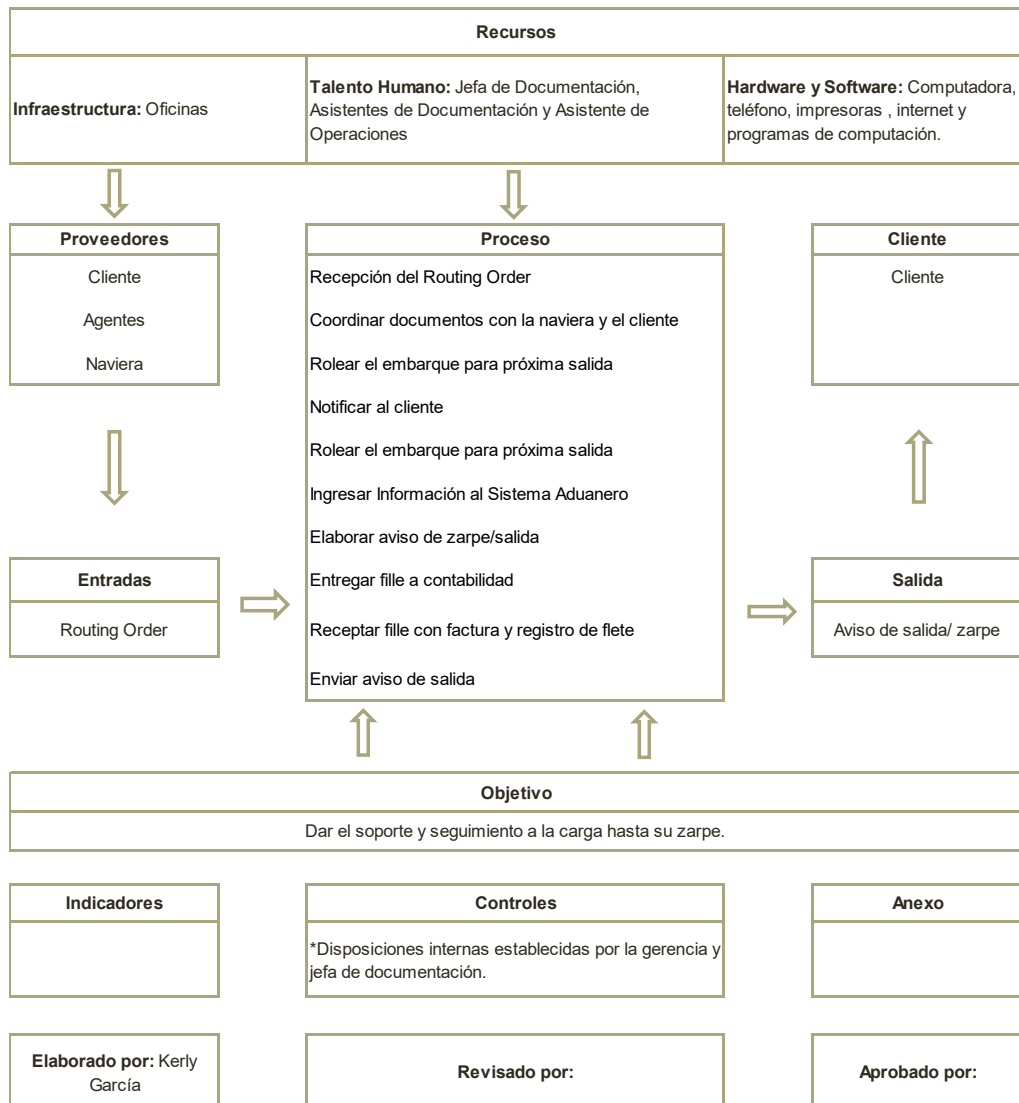 Recursos
Infraestructura: Oficinas
Talento Humano: Jefa de Documentación,
Asistentes de Documentación y Asistente de
Operaciones
Hardware y Software: Computadora,
teléfono, impresoras , internet y
programas de computación.
Proveedores
Cliente
Agentes
Naviera
Proceso
Recepción del Routing Order
Coordinar documentos con la naviera y el cliente
Rolear el embarque para próxima salida
Notificar al cliente
Rolear el embarque para próxima salida
Ingresar Información al Sistema Aduanero
Elaborar aviso de zarpe/salida
Entregar fille a contabilidad
Receptar fille con factura y registro de flete
Enviar aviso de salida
Cliente
Cliente
Entradas
Routing Order
Salida
Aviso de salida/ zarpe
Objetivo
Dar el soporte y seguimiento a la carga hasta su zarpe.
Indicadores
Controles
*Disposiciones internas establecidas por la gerencia y
jefa de documentación.
Anexo
Elaborado por: Kerly
García
Revisado por:
Aprobado por: